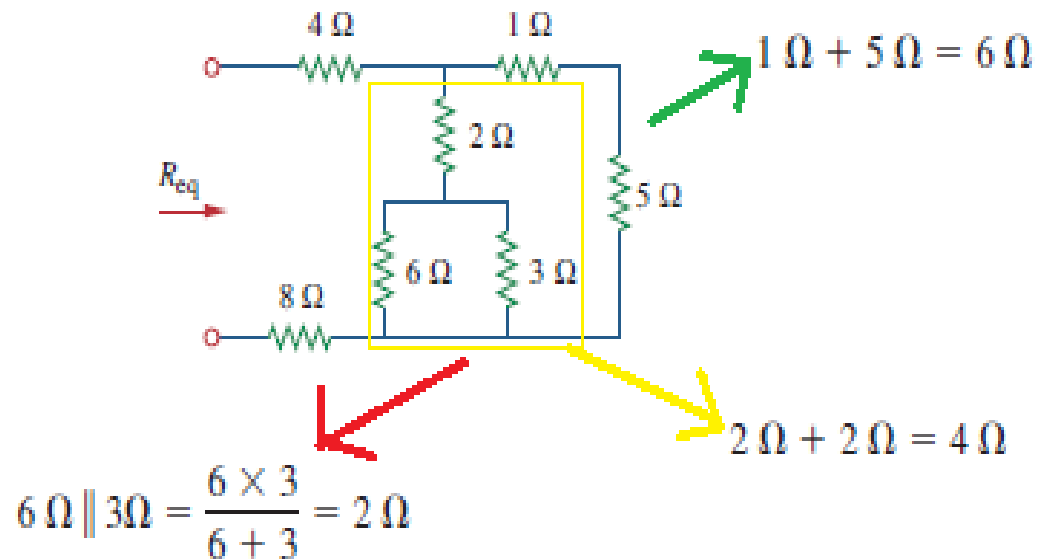 4 Ω
1 Ω
1 Ω + 5 Ω = 6 Ω
2 Ω
Req
5 Ω
6 Ω
3 Ω
8 Ω
2 Ω + 2 Ω = 4 Ω
6 Ω ‖ 3Ω = 6 × 3 / 6 + 3 = 2 Ω